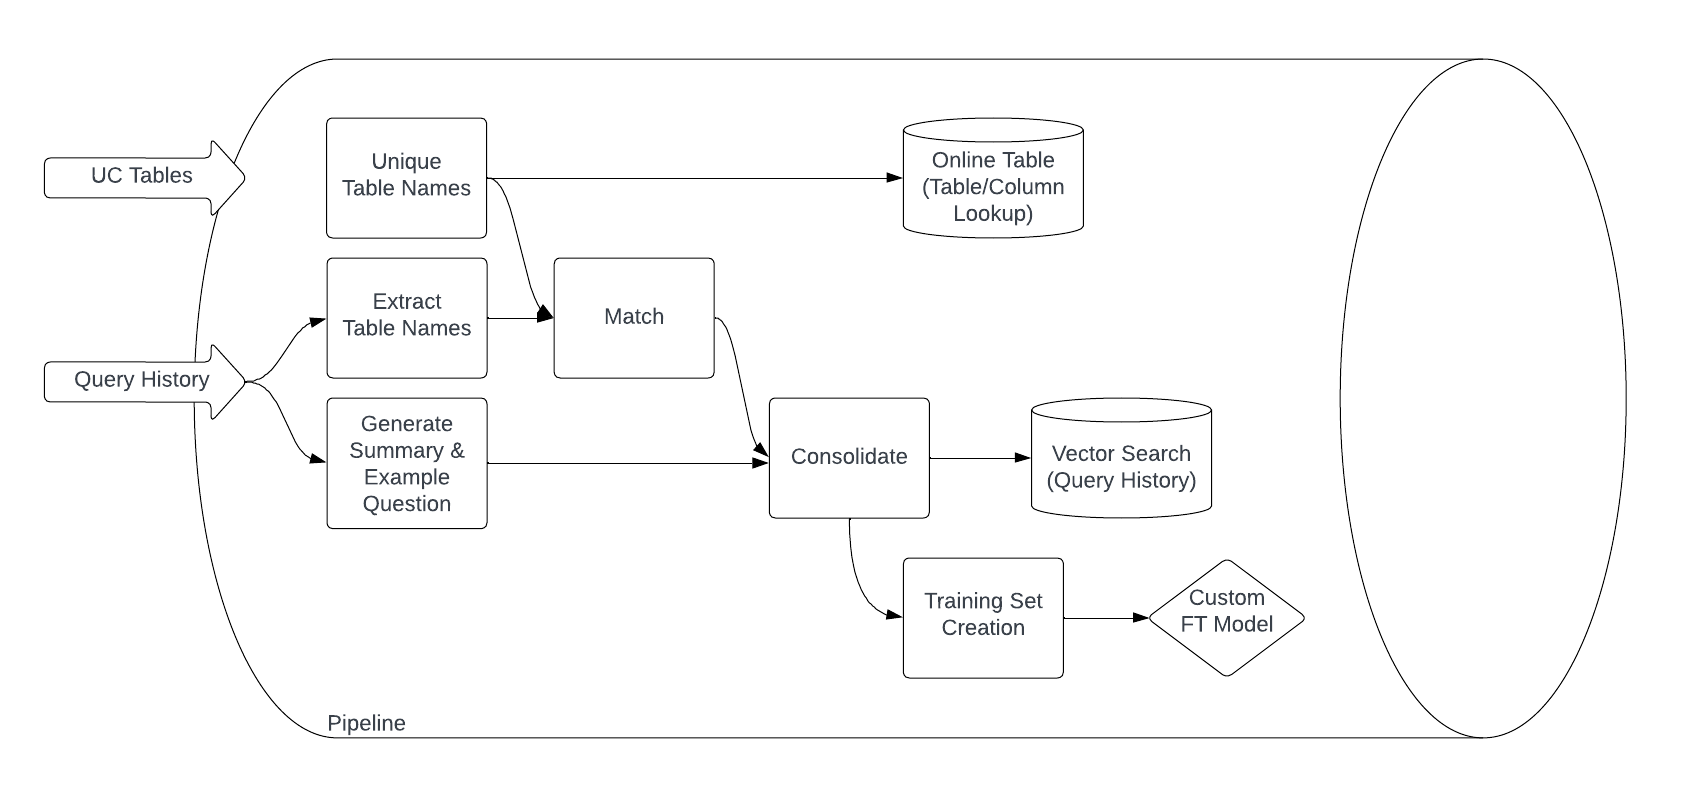 UC Tables
Unique
Table Names
Online Table
(Table/Column
Lookup)
Extract
Table Names
Match
Query History
Generate
Summary &
Example
Question
Consolidate
Vector Search
(Query History)
Training Set
Creation
Custom
FT Model
Pipeline